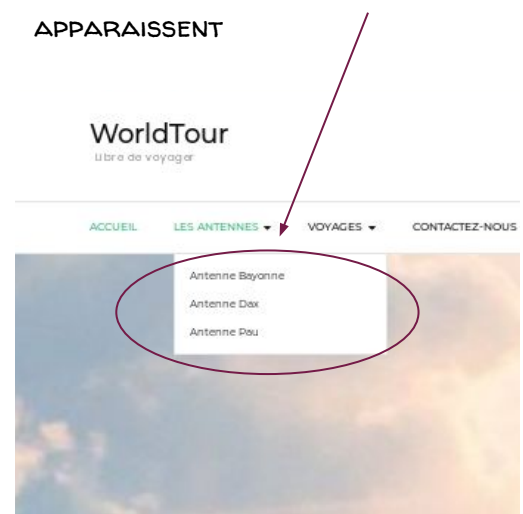 APPARAISSENT
WorldTour
Libre de voyager
ACCUEIL LES ANTENNES VOYAGES CONTACTEZ-NOUS
Antenne Bayonne
Antenne Dax
Antenne Pau